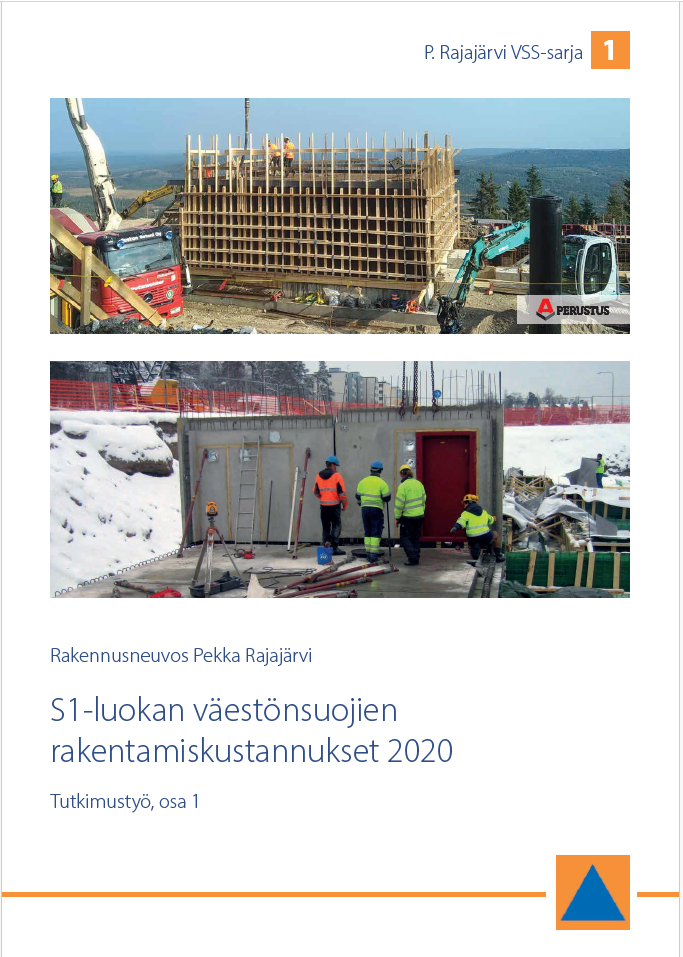 P. Rajajärvi VSS-sarja 1
PERUSTUS
Rakennusneuvos Pekka Rajajärvi
S1-luokan väestönsuojien
rakentamiskustannukset 2020
Tutkimustyö, osa 1